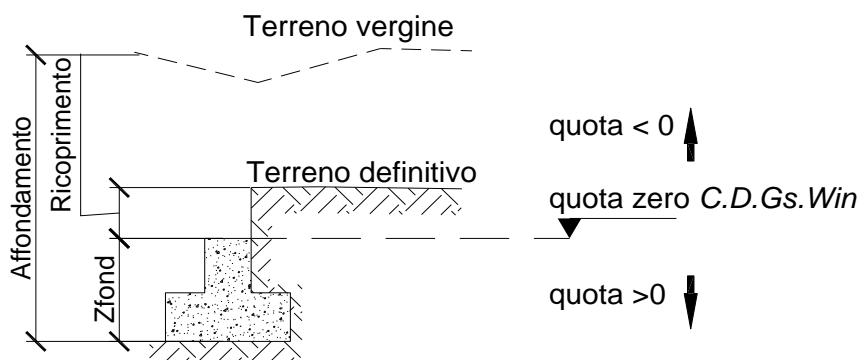 Terreno vergine
Affondamento
Ricoprimento
quota < 0
Terreno definitivo
quota zero C.D.Gs.Win
Zfond
quota >0